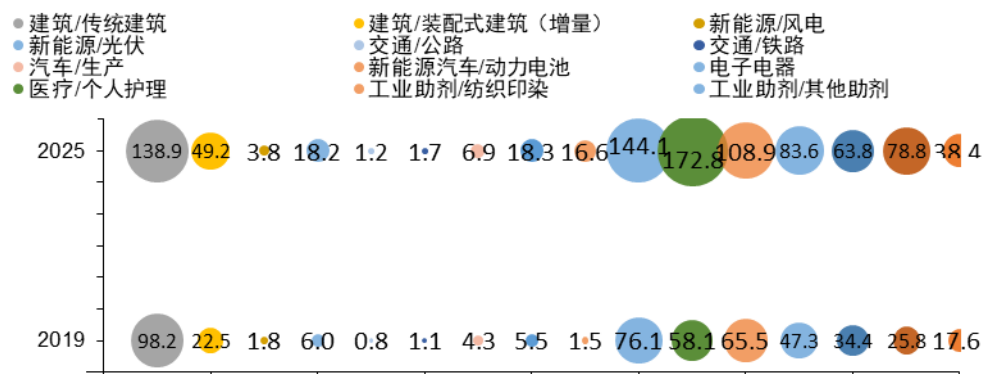 建筑/传统建筑 建筑/装配式建筑（增量） 新能源/风电
新能源/光伏 交通/公路 交通/铁路
汽车/生产 新能源汽车/动力电池 电子电器
医疗/个人护理 工业助剂/纺织印染 工业助剂/其他助剂
2025 138.9 49.2 3.8 18.2 1.2 1.7 6.9 18.3 16.6 144.1 172.8 108.9 83.6 63.8 78.8 38.4
2019 98.2 22.5 1.8 6.0 0.8 1.1 4.3 5.5 1.5 76.1 58.1 65.5 47.3 34.4 25.8 17.6